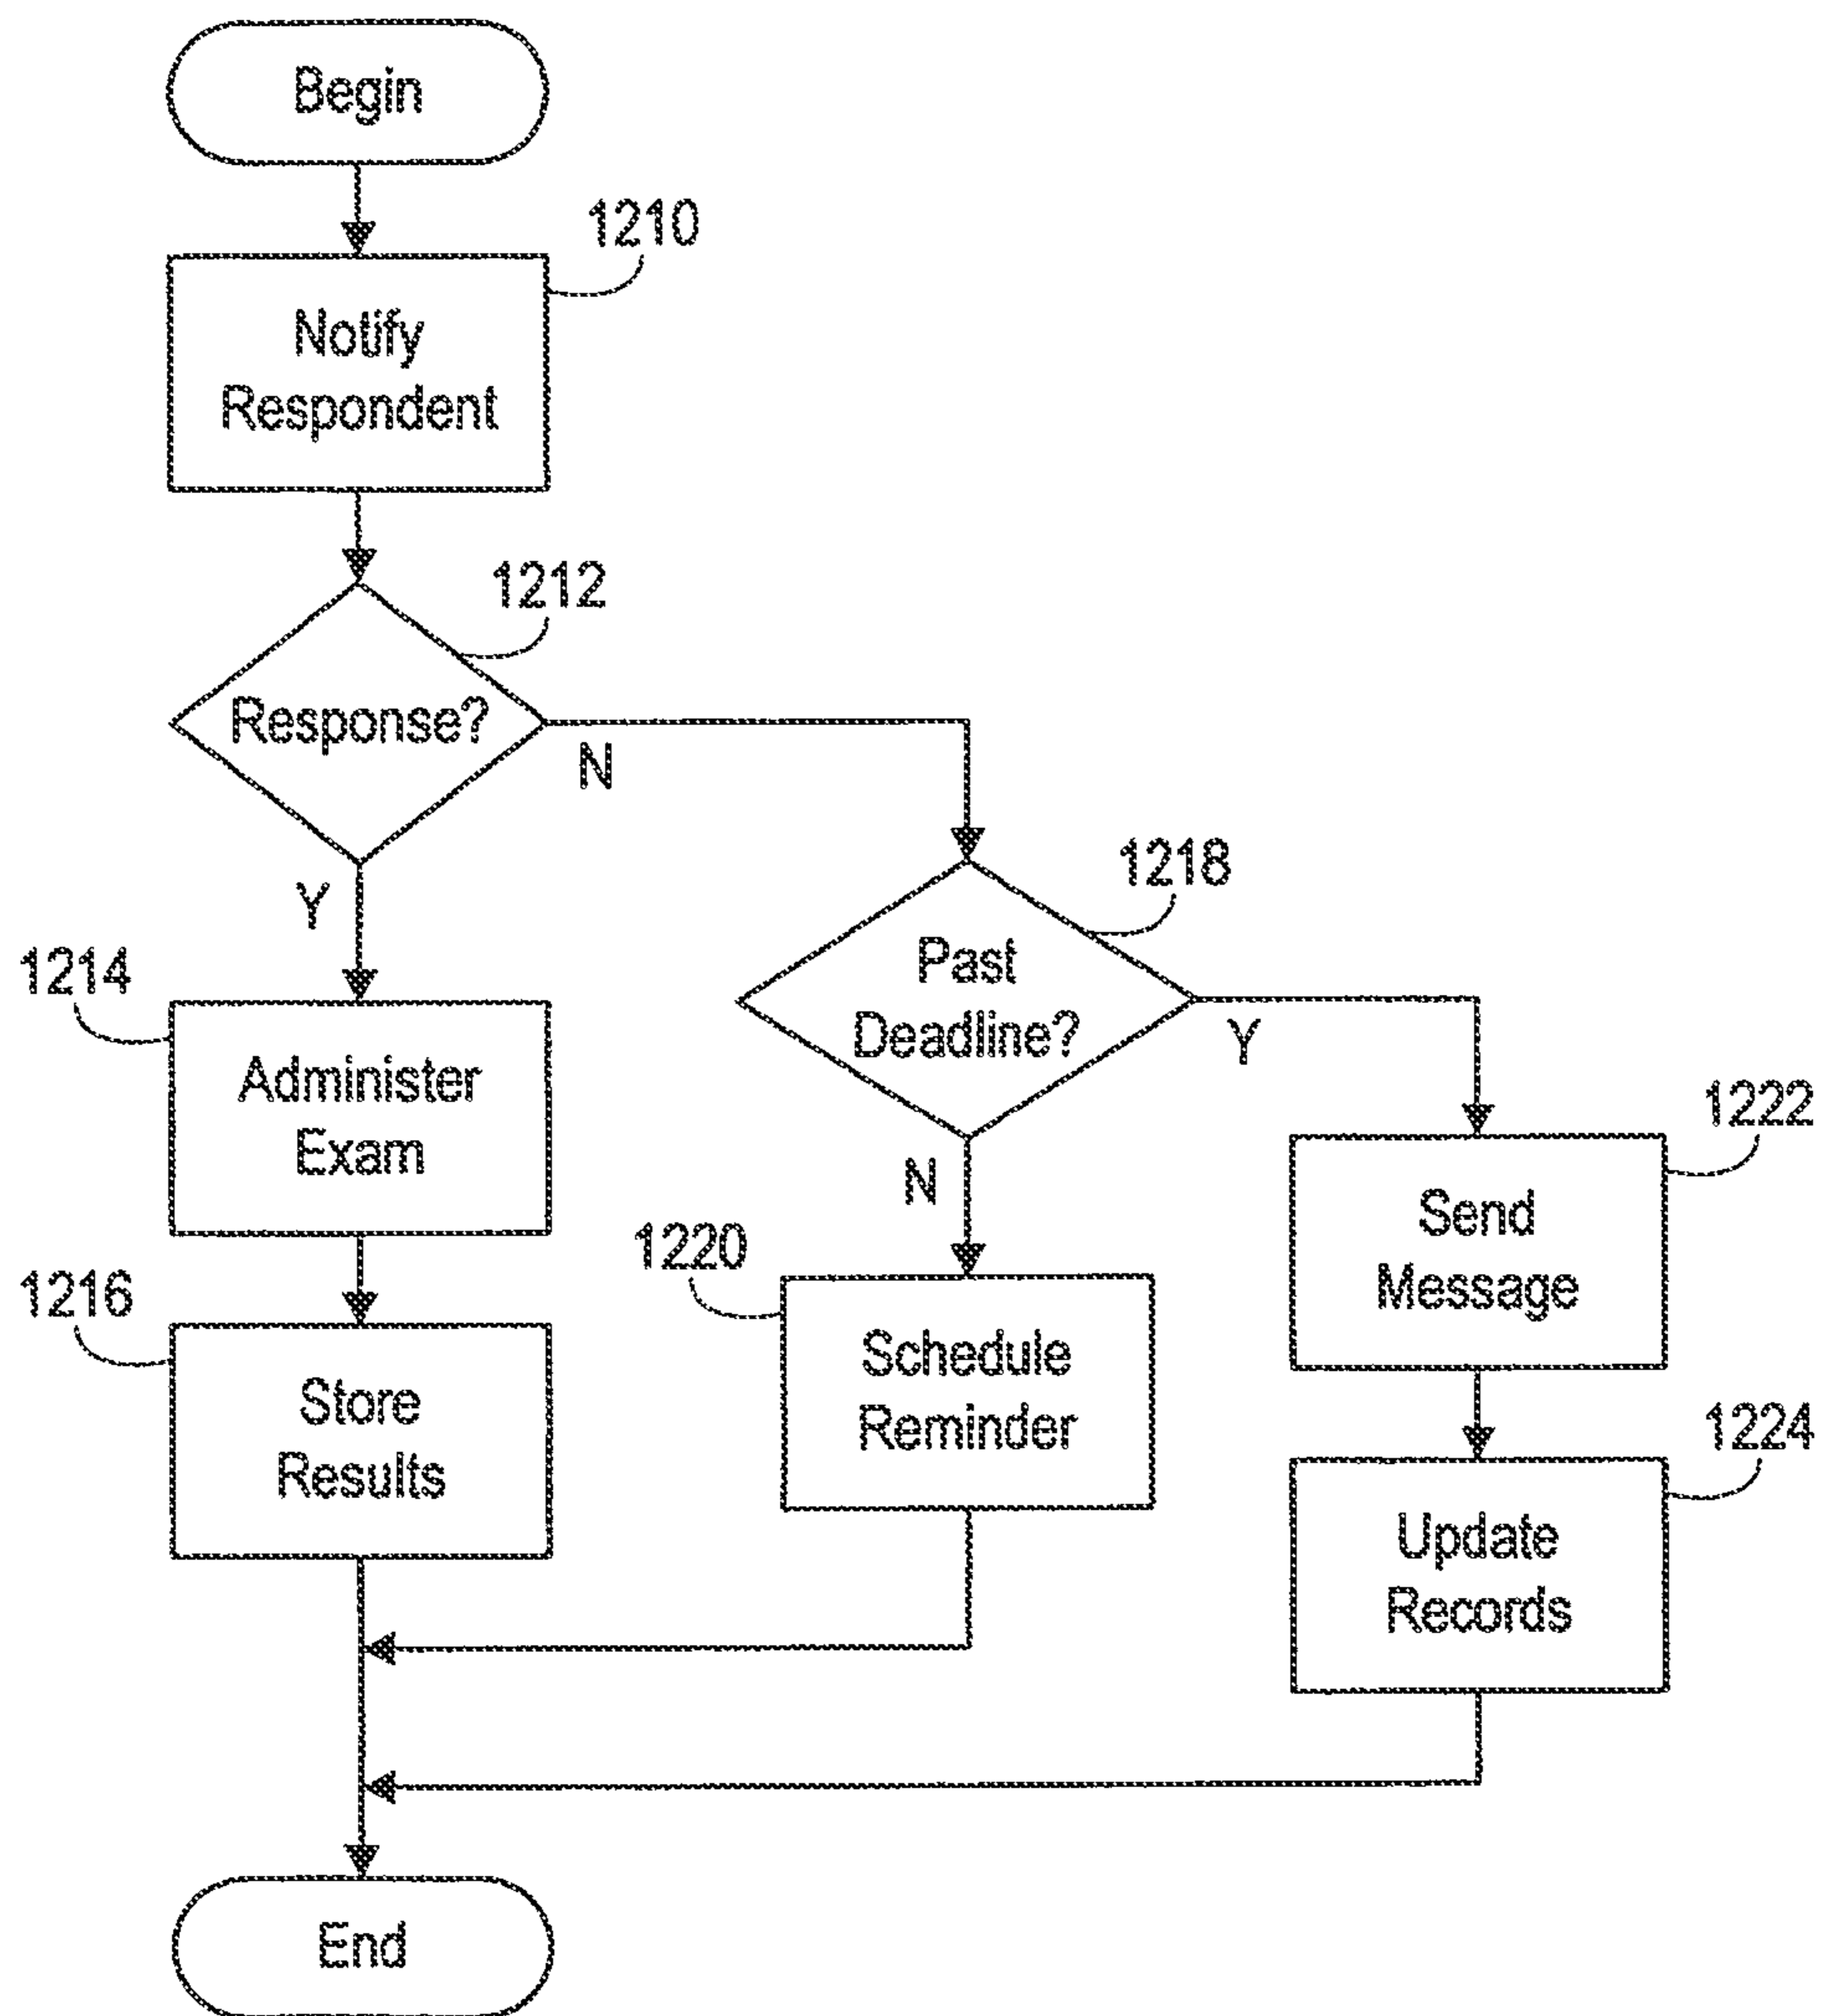 Begin
1210
Notify
Respondent
1212
Response?
N
Y
1218
Past
Deadline?
Y
N
1214
Administer
Exam
1222
Send
Message
1220
Schedule
Reminder
1216
Store
Results
1224
Update
Records
End